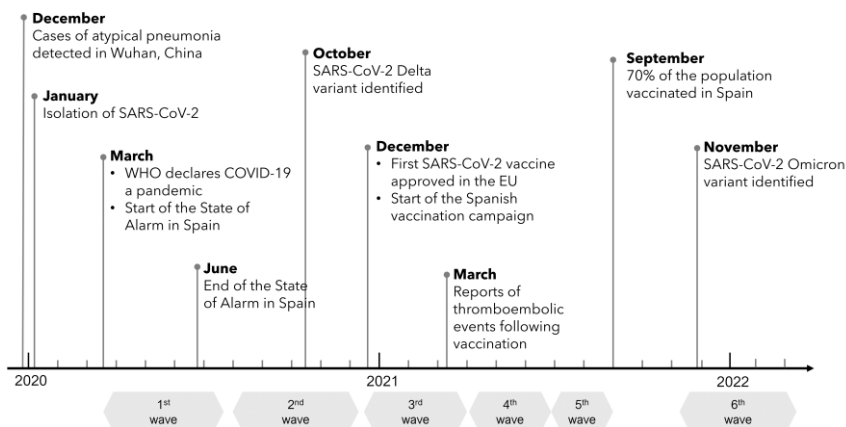 December
Cases of atypical pneumonia
detected in Wuhan, China
January
Isolation of SARS-CoV-2
March
• WHO declares COVID-19
a pandemic
• Start of the State of
Alarm in Spain
June
End of the State
of Alarm in Spain
October
SARS-CoV-2 Delta
variant identified
December
• First SARS-CoV-2 vaccine
approved in the EU
• Start of the Spanish
vaccination campaign
March
Reports of
thromboembolic
events following
vaccination
September
70% of the population
vaccinated in Spain
November
SARS-CoV-2 Omicron
variant identified
2020
2021
2022
1st
wave
2nd
wave
3rd
wave
4th
wave
5th
wave
6th
wave